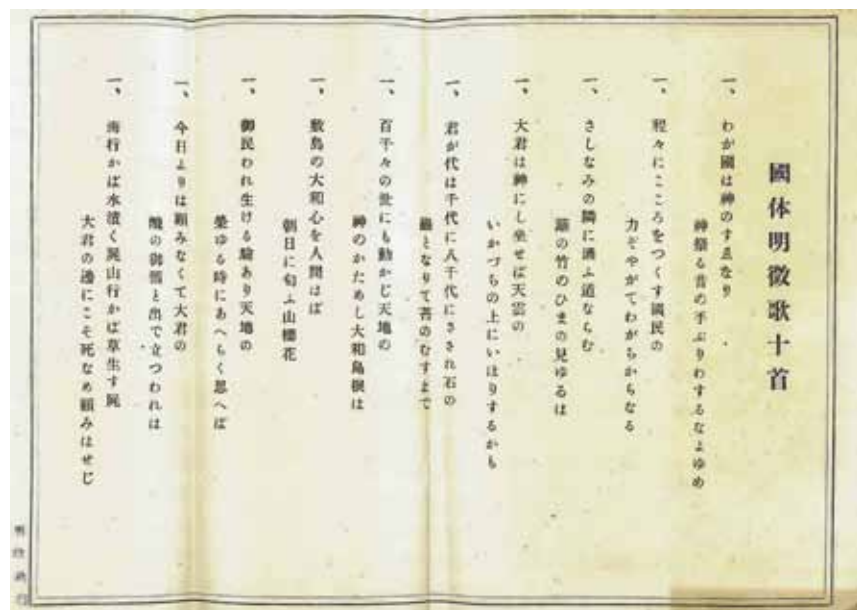 國体明徴歌十首
一、わが國は神のすゑなり
神祭る昔の手ぶりわするなよゆめ
一、程々にこころをつくす國民の
力ぞやがてわがちからなる
一、さしなみの隣に通ふ道ならむ
籬の竹のひまの見ゆるは
一、大君は神にし坐せば天雲の
いかづちの上にいほりするかも
一、君が代は千代に八千代にさされ石の
巌となりて苔のむすまで
一、百千々の世にも動かじ天地の
神のかためし大和島根は
一、敷島の大和心を人間はば
朝日に匂ふ山櫻花
一、御民われ生ける驗あり天地の
榮ゆる時にあへらく思へば
一、今日よりは顧みなくて大君の
醜の御楯と出で立つわれは
一、海行かば水漬く屍山行かば草生す屍
大君の邊にこそ死なめ顧みはせじ